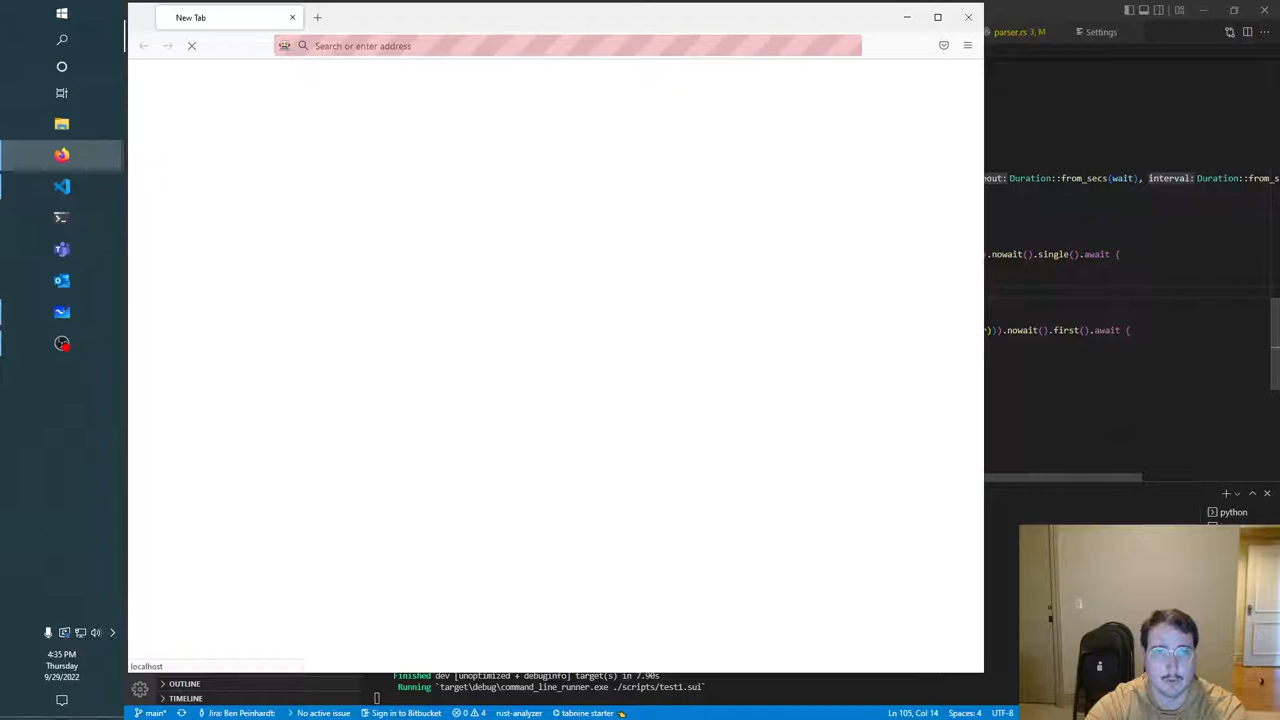 New Tab
Search or enter address
parser.rs 3, M
Settings
eout: Duration::from_secs(wait), interval: Duration::from_s
).nowait().single().await {
r))).nowait().first().await {
python
localhost
4:35 PM
Thursday
9/29/2022
OUTLINE
TIMELINE
Finished dev [unoptimized + debuginfo] target(s) in 7.90s
Running `target\debug\command_line_runner.exe ./scripts/test1.sui`
main*
Jira: Ben Peinhardt:
No active issue
Sign in to Bitbucket
0
4
rust-analyzer
tabnine starter
Ln 105, Col 14
Spaces: 4
UTF-8